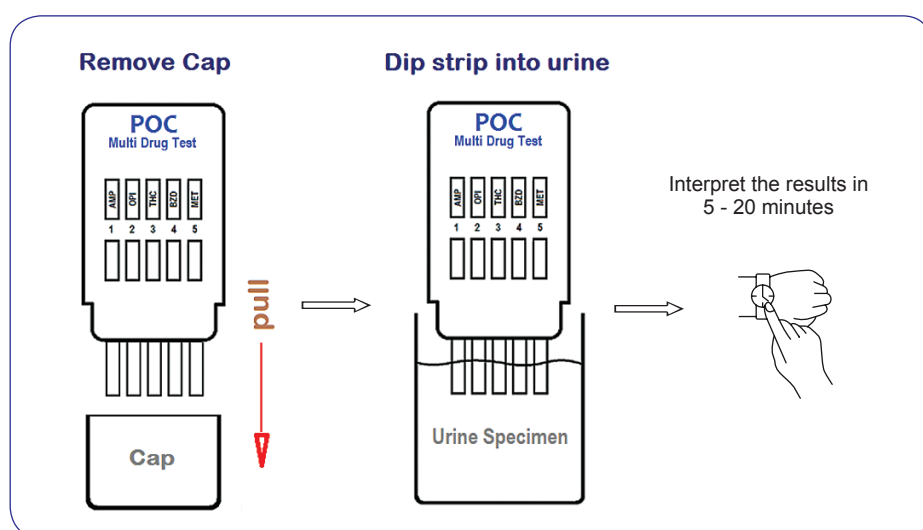 Remove Cap
POC
Multi Drug Test
AMP OPI THC BZD MET
1 2 3 4 5
pull
Cap
Dip strip into urine
POC
Multi Drug Test
AMP OPI THC BZD MET
1 2 3 4 5
Urine Specimen
Interpret the results in
5 - 20 minutes